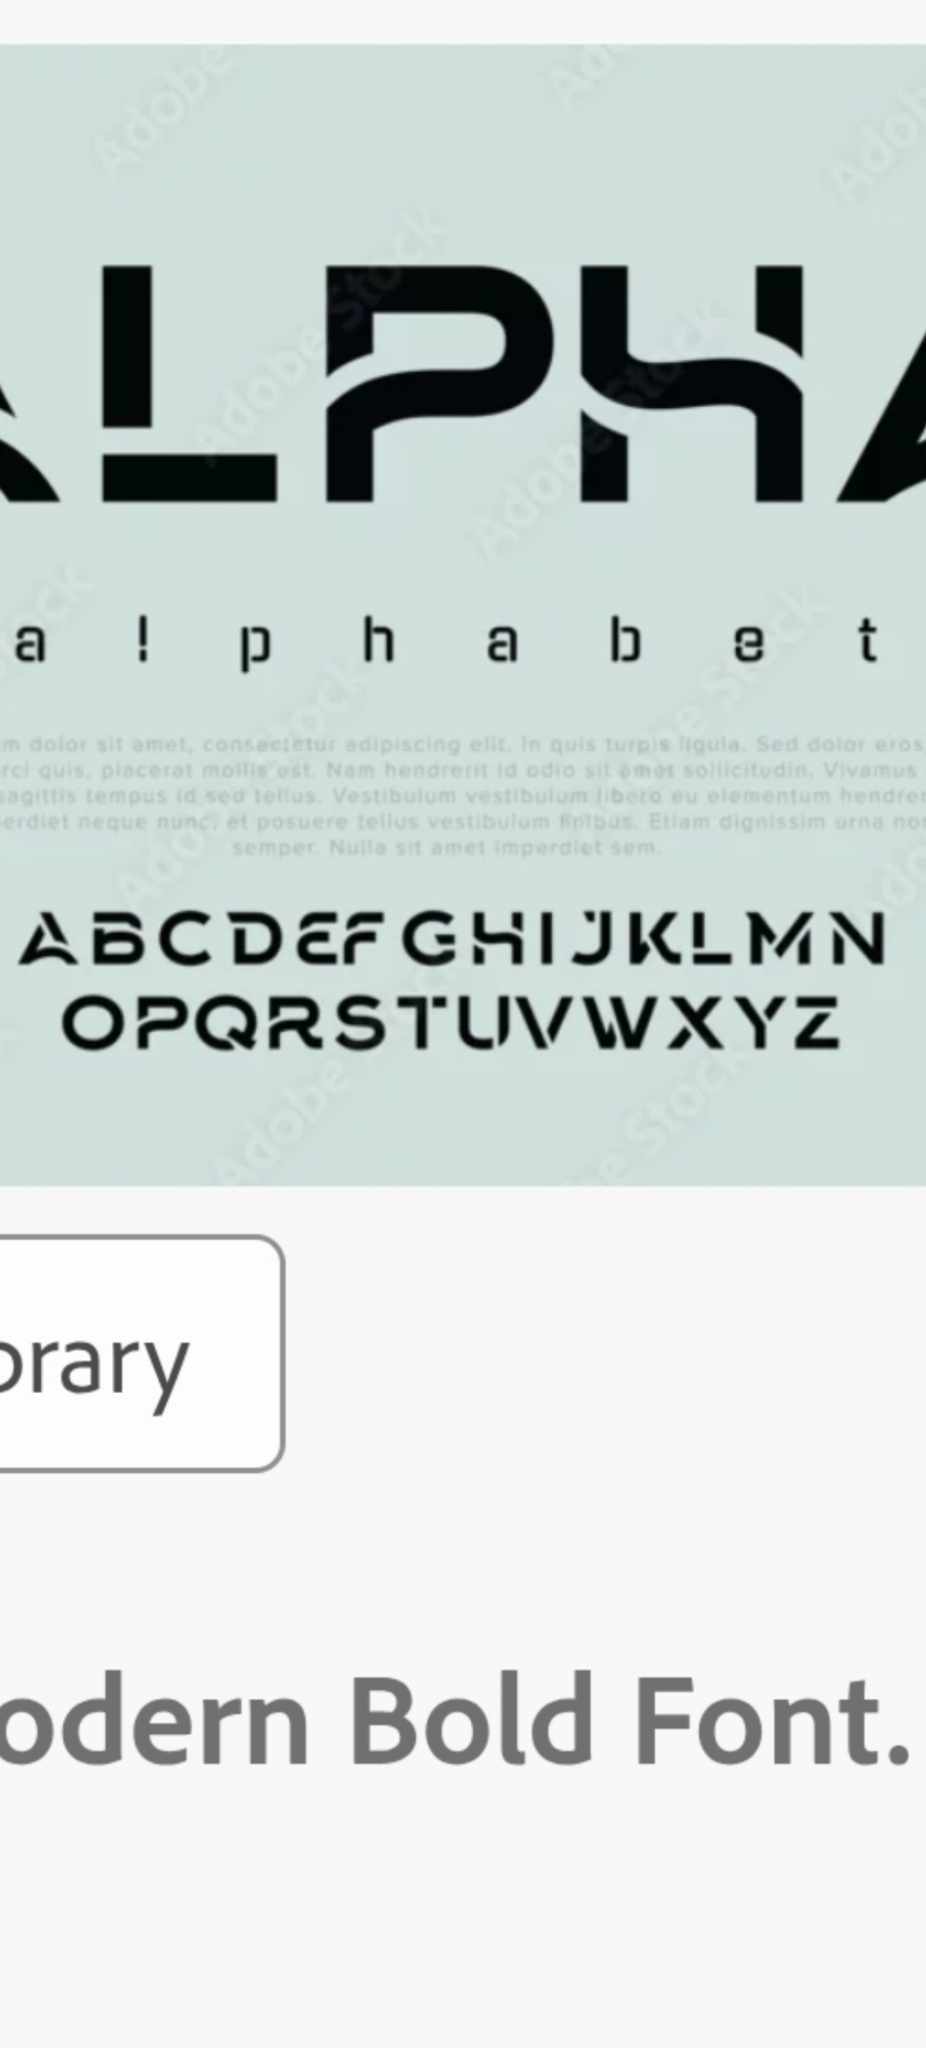 ALPHA
a l p h a b e t
m dolor sit amet, consectetur adipiscing elit. In quis turpis ligula. Sed dolor eros,
rci quis, placerat mollis est. Nam hendrerit id odio sit amet sollicitudin. Vivamus
sagittis tempus id sed tellus. Vestibulum vestibulum libero eu elementum hendrer
erdiet neque nunc, et posuere tellus vestibulum finibus. Etiam dignissim urna non
semper. Nulla sit amet imperdiet sem.
ABCDEFGHIJKLMN
OPQRSTUVWXYZ
brary
odern Bold Font.
Adobe Stock